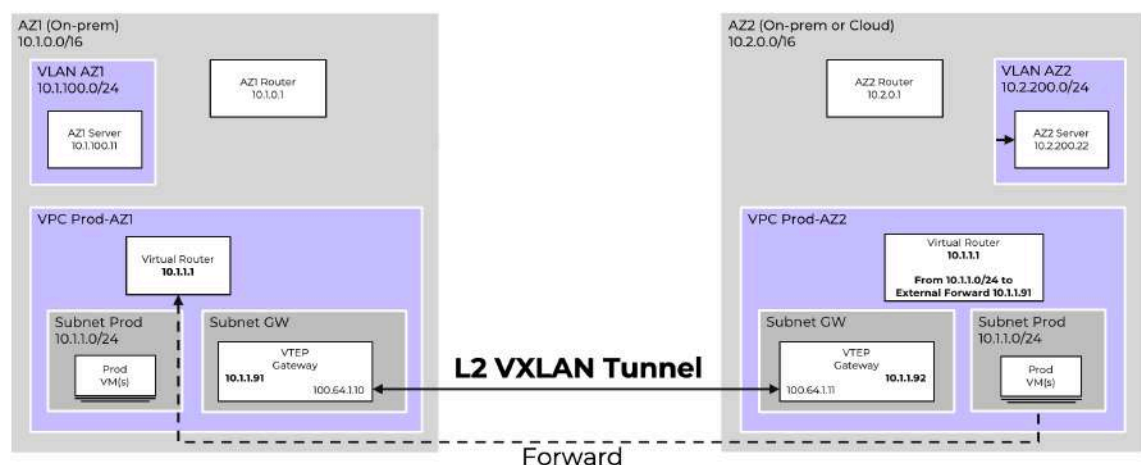 AZ1 (On-prem)
10.1.0.0/16
VLAN AZ1
10.1.100.0/24
AZ1 Server
10.1.100.11
AZ1 Router
10.1.0.1
VPC Prod-AZ1
Virtual Router
10.1.1.1
Subnet Prod
10.1.1.0/24
Prod
VM(s)
Subnet GW
VTEP
Gateway
10.1.1.91
100.64.1.10
L2 VXLAN Tunnel
Forward
AZ2 (On-prem or Cloud)
10.2.0.0/16
AZ2 Router
10.2.0.1
VLAN AZ2
10.2.200.0/24
AZ2 Server
10.2.200.22
VPC Prod-AZ2
Virtual Router
10.1.1.1
From 10.1.1.0/24 to
External Forward 10.1.1.91
Subnet GW
VTEP
Gateway
10.1.1.92
100.64.1.11
Subnet Prod
10.1.1.0/24
Prod
VM(s)